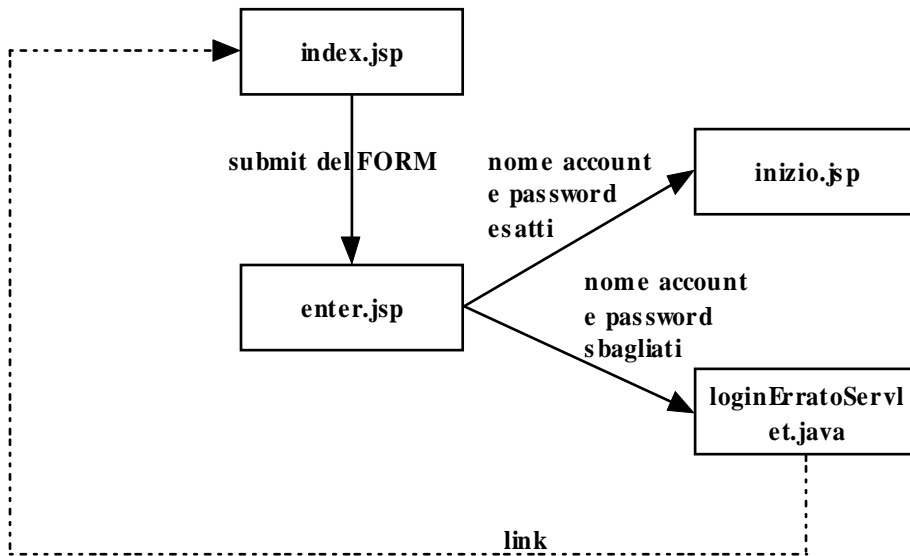 index.jsp
submit del FORM
nome account
e password
esatti
inizio.jsp
enter.jsp
nome account
e password
sbagliati
loginErratoServl
et.java
link